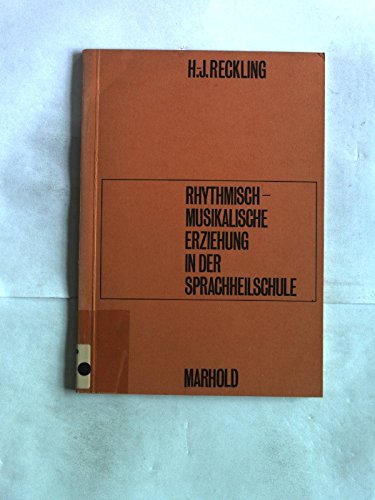 H.-J. RECKLING
RHYTHMISCH –
MUSIKALISCHE
ERZIEHUNG
IN DER
SPRACHHEILSCHULE
MARHOLD